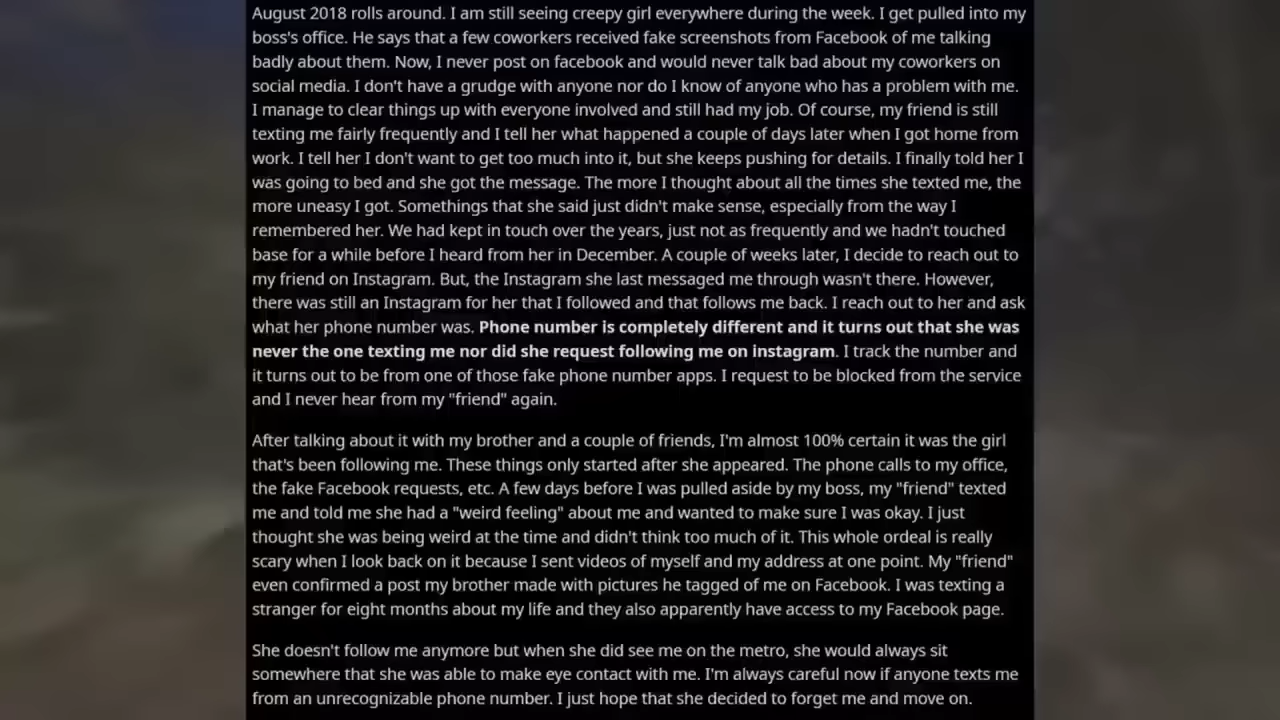 August 2018 rolls around. I am still seeing creepy girl everywhere during the week. I get pulled into my
boss's office. He says that a few coworkers received fake screenshots from Facebook of me talking
badly about them. Now, I never post on facebook and would never talk bad about my coworkers on
social media. I don't have a grudge with anyone nor do I know of anyone who has a problem with me.
I manage to clear things up with everyone involved and still had my job. Of course, my friend is still
texting me fairly frequently and I tell her what happened a couple of days later when I got home from
work. I tell her I don't want to get too much into it, but she keeps pushing for details. I finally told her I
was going to bed and she got the message. The more I thought about all the times she texted me, the
more uneasy I got. Somethings that she said just didn't make sense, especially from the way I
remembered her. We had kept in touch over the years, just not as frequently and we hadn't touched
base for a while before I heard from her in December. A couple of weeks later, I decide to reach out to
my friend on Instagram. But, the Instagram she last messaged me through wasn't there. However,
there was still an Instagram for her that I followed and that follows me back. I reach out to her and ask
what her phone number was. Phone number is completely different and it turns out that she was
never the one texting me nor did she request following me on instagram. I track the number and
it turns out to be from one of those fake phone number apps. I request to be blocked from the service
and I never hear from my "friend" again.
After talking about it with my brother and a couple of friends, I'm almost 100% certain it was the girl
that's been following me. These things only started after she appeared. The phone calls to my office,
the fake Facebook requests, etc. A few days before I was pulled aside by my boss, my "friend" texted
me and told me she had a "weird feeling" about me and wanted to make sure I was okay. I just
thought she was being weird at the time and didn't think too much of it. This whole ordeal is really
scary when I look back on it because I sent videos of myself and my address at one point. My "friend"
even confirmed a post my brother made with pictures he tagged of me on Facebook. I was texting a
stranger for eight months about my life and they also apparently have access to my Facebook page.
She doesn't follow me anymore but when she did see me on the metro, she would always sit
somewhere that she was able to make eye contact with me. I'm always careful now if anyone texts me
from an unrecognizable phone number. I just hope that she decided to forget me and move on.